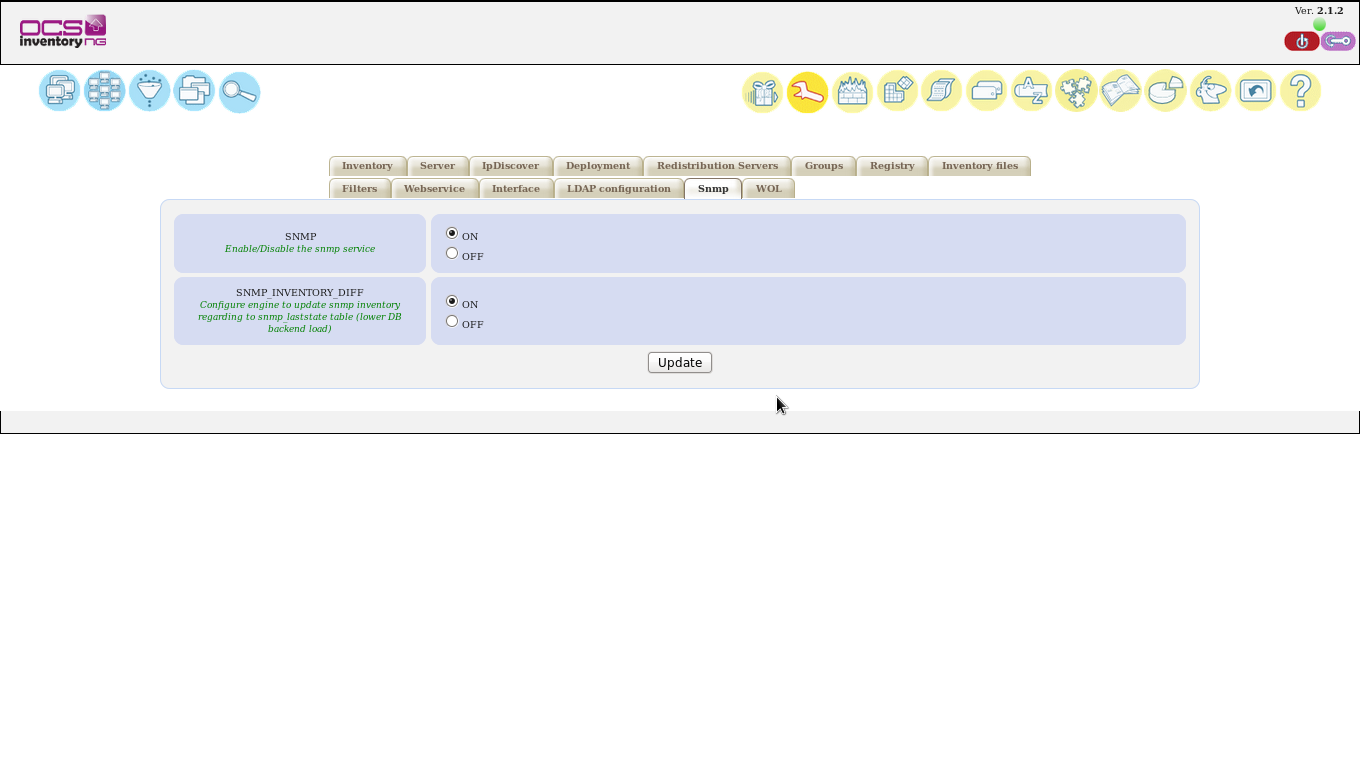 Ver. 2.1.2
OCS
inventory NG
Inventory Server IpDiscover Deployment Redistribution Servers Groups Registry Inventory files
Filters Webservice Interface LDAP configuration Snmp WOL
SNMP
Enable/Disable the snmp service
ON
OFF
SNMP_INVENTORY_DIFF
Configure engine to update snmp inventory
regarding to snmp_laststate table (lower DB
backend load)
ON
OFF
Update